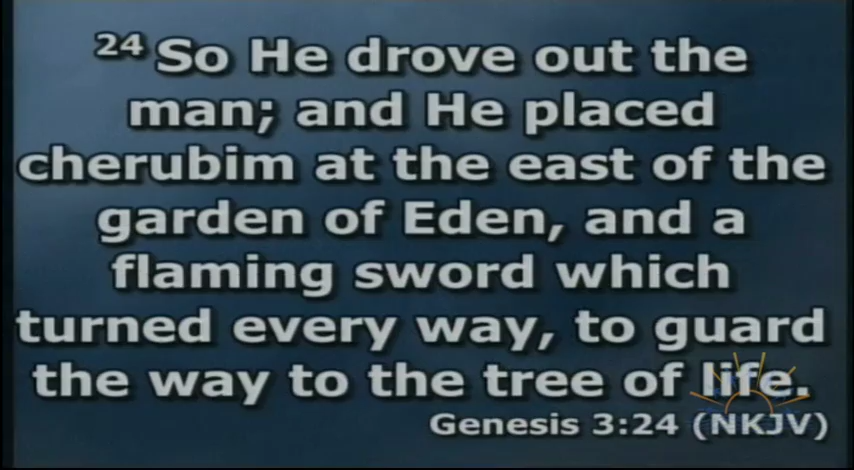 24 So He drove out the
man; and He placed
cherubim at the east of the
garden of Eden, and a
flaming sword which
turned every way, to guard
the way to the tree of life.
Genesis 3:24 (NKJV)